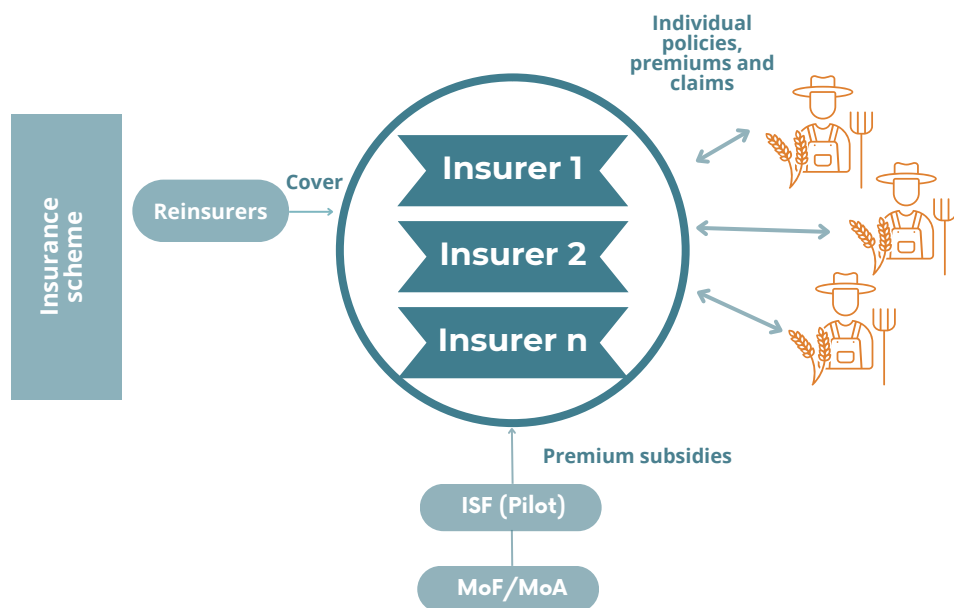 Insurance
scheme
Reinsurers
Cover
Insurer 1
Insurer 2
Insurer n
Individual
policies,
premiums and
claims
Premium subsidies
ISF (Pilot)
MoF/MoA